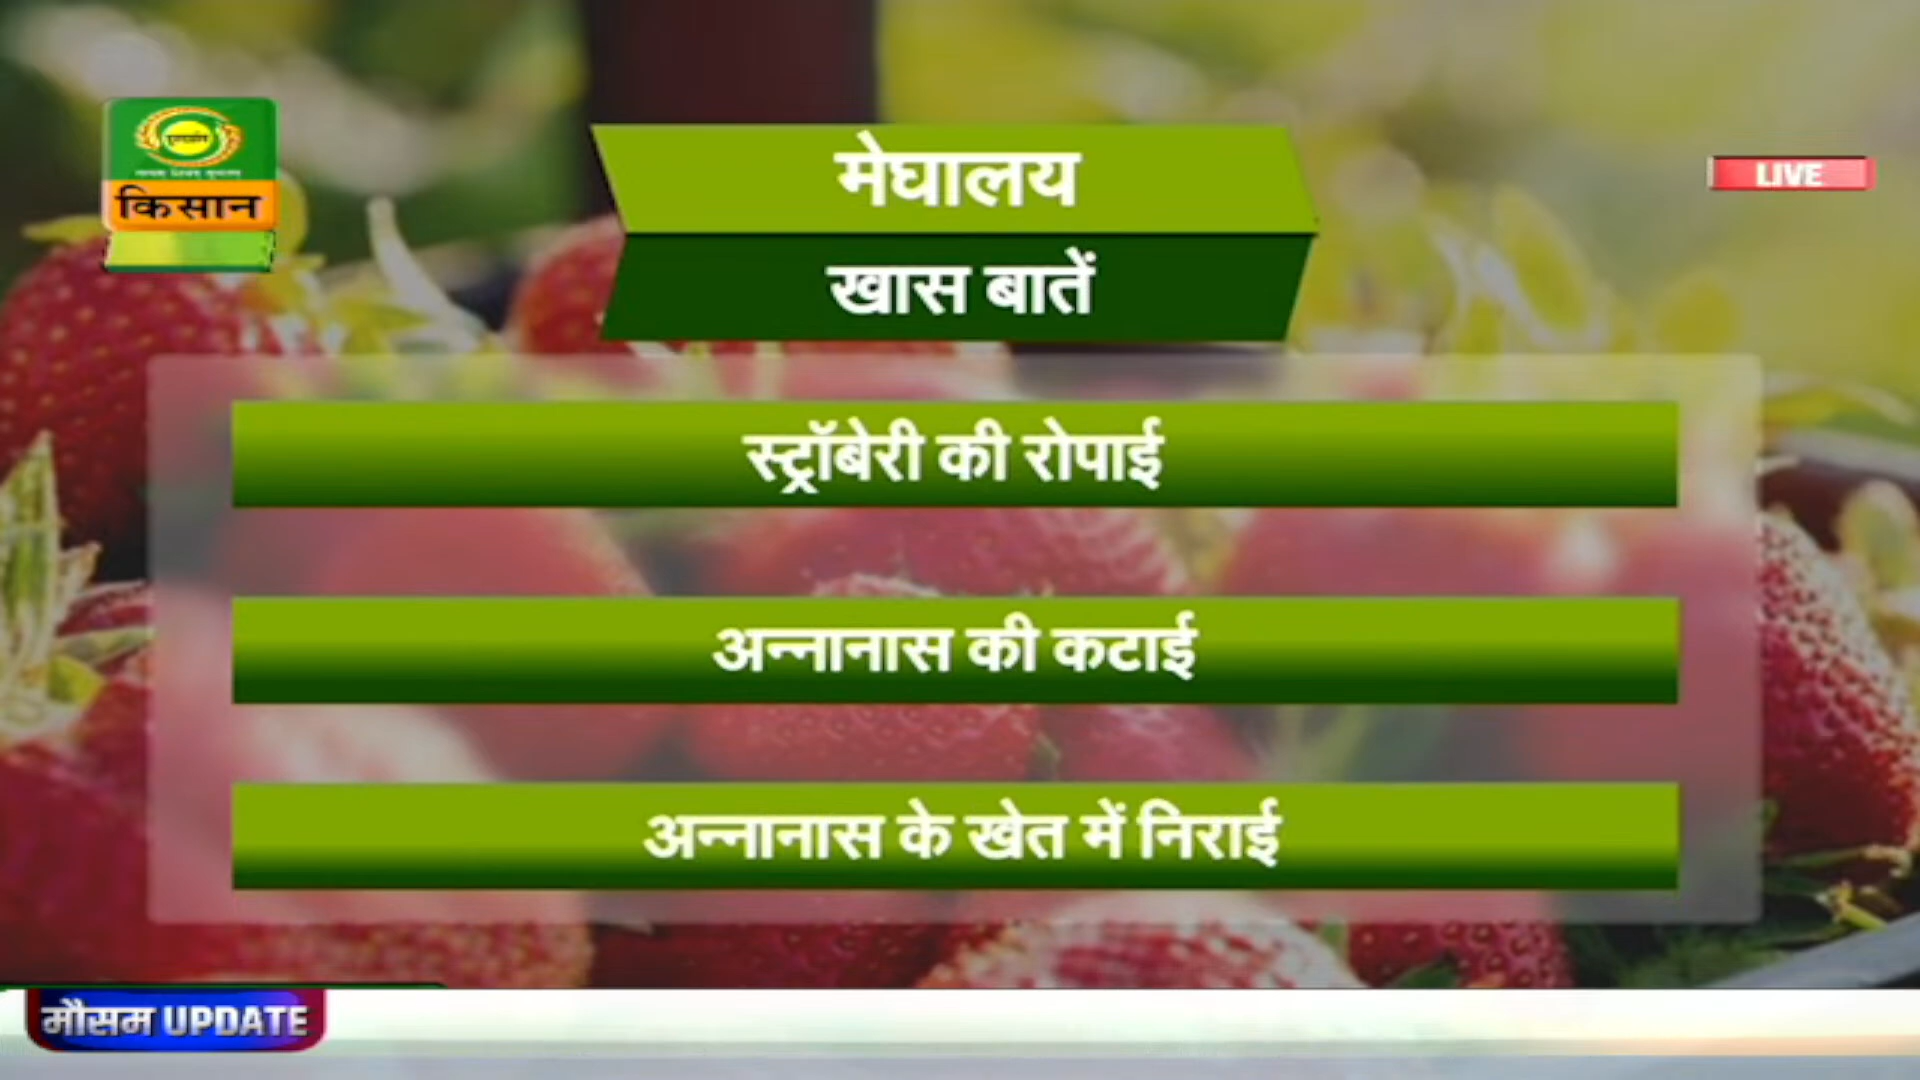 किसान
LIVE
मेघालय
खास बातें
स्ट्रॉबेरी की रोपाई
अन्नानास की कटाई
अन्नानास के खेत में निराई
मौसम UPDATE